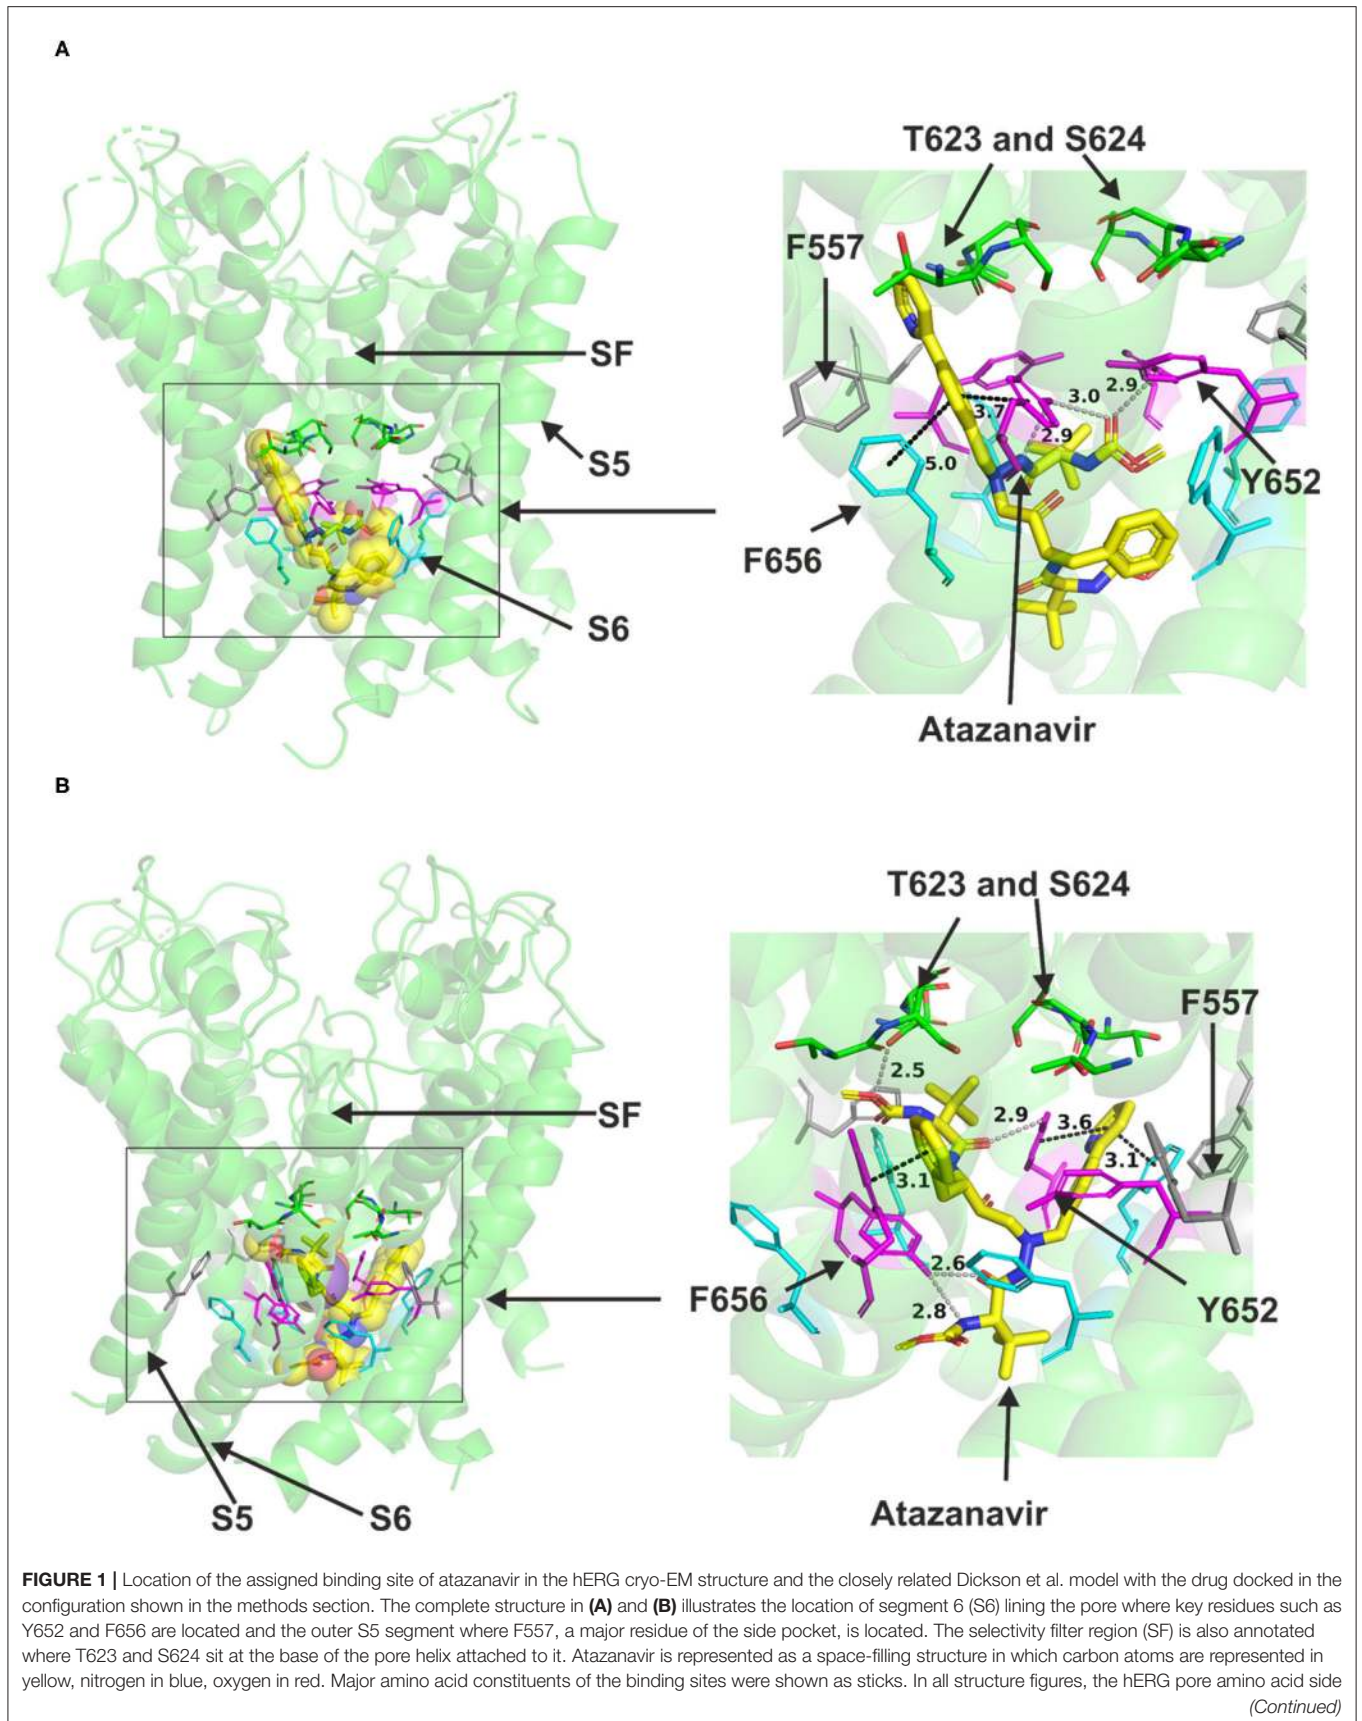 A
T623 and S624
F557
SF
3.0
2.9
3.7
2.9
S5
5.0
Y652
F656
S6
Atazanavir
B
T623 and S624
F557
2.5
SF
2.9
3.6
3.1
3.1
2.6
F656
2.8
Y652
S5
S6
Atazanavir
FIGURE 1 | Location of the assigned binding site of atazanavir in the hERG cryo-EM structure and the closely related Dickson et al. model with the drug docked in the
configuration shown in the methods section. The complete structure in (A) and (B) illustrates the location of segment 6 (S6) lining the pore where key residues such as
Y652 and F656 are located and the outer S5 segment where F557, a major residue of the side pocket, is located. The selectivity filter region (SF) is also annotated
where T623 and S624 sit at the base of the pore helix attached to it. Atazanavir is represented as a space-filling structure in which carbon atoms are represented in
yellow, nitrogen in blue, oxygen in red. Major amino acid constituents of the binding sites were shown as sticks. In all structure figures, the hERG pore amino acid side
(Continued)